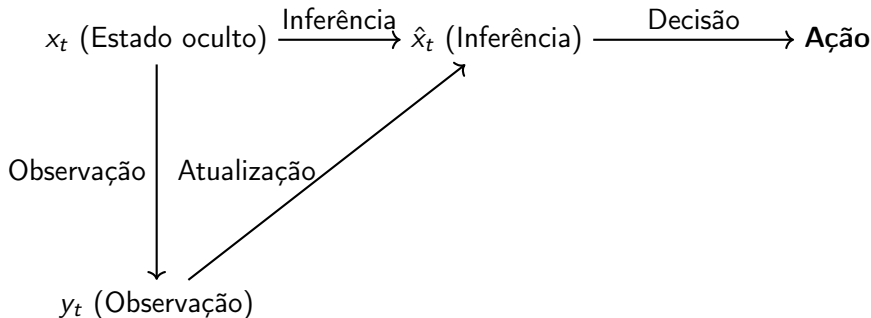 Inferência
x_t (Estado oculto)
x̂_t (Inferência)
Decisão
Ação
Observação
Atualização
y_t (Observação)